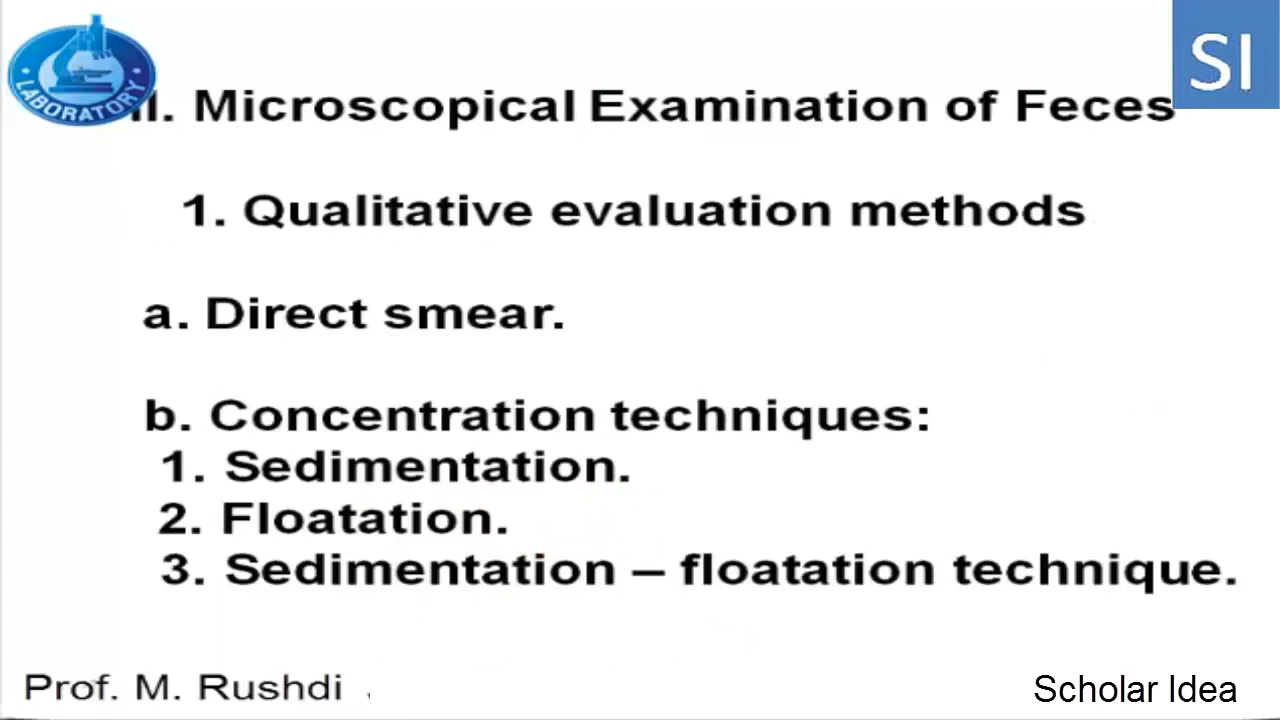 LABORATORY
SI
II. Microscopical Examination of Feces
1. Qualitative evaluation methods
a. Direct smear.
b. Concentration techniques:
1. Sedimentation.
2. Floatation.
3. Sedimentation – floatation technique.
Prof. M. Rushdi
Scholar Idea